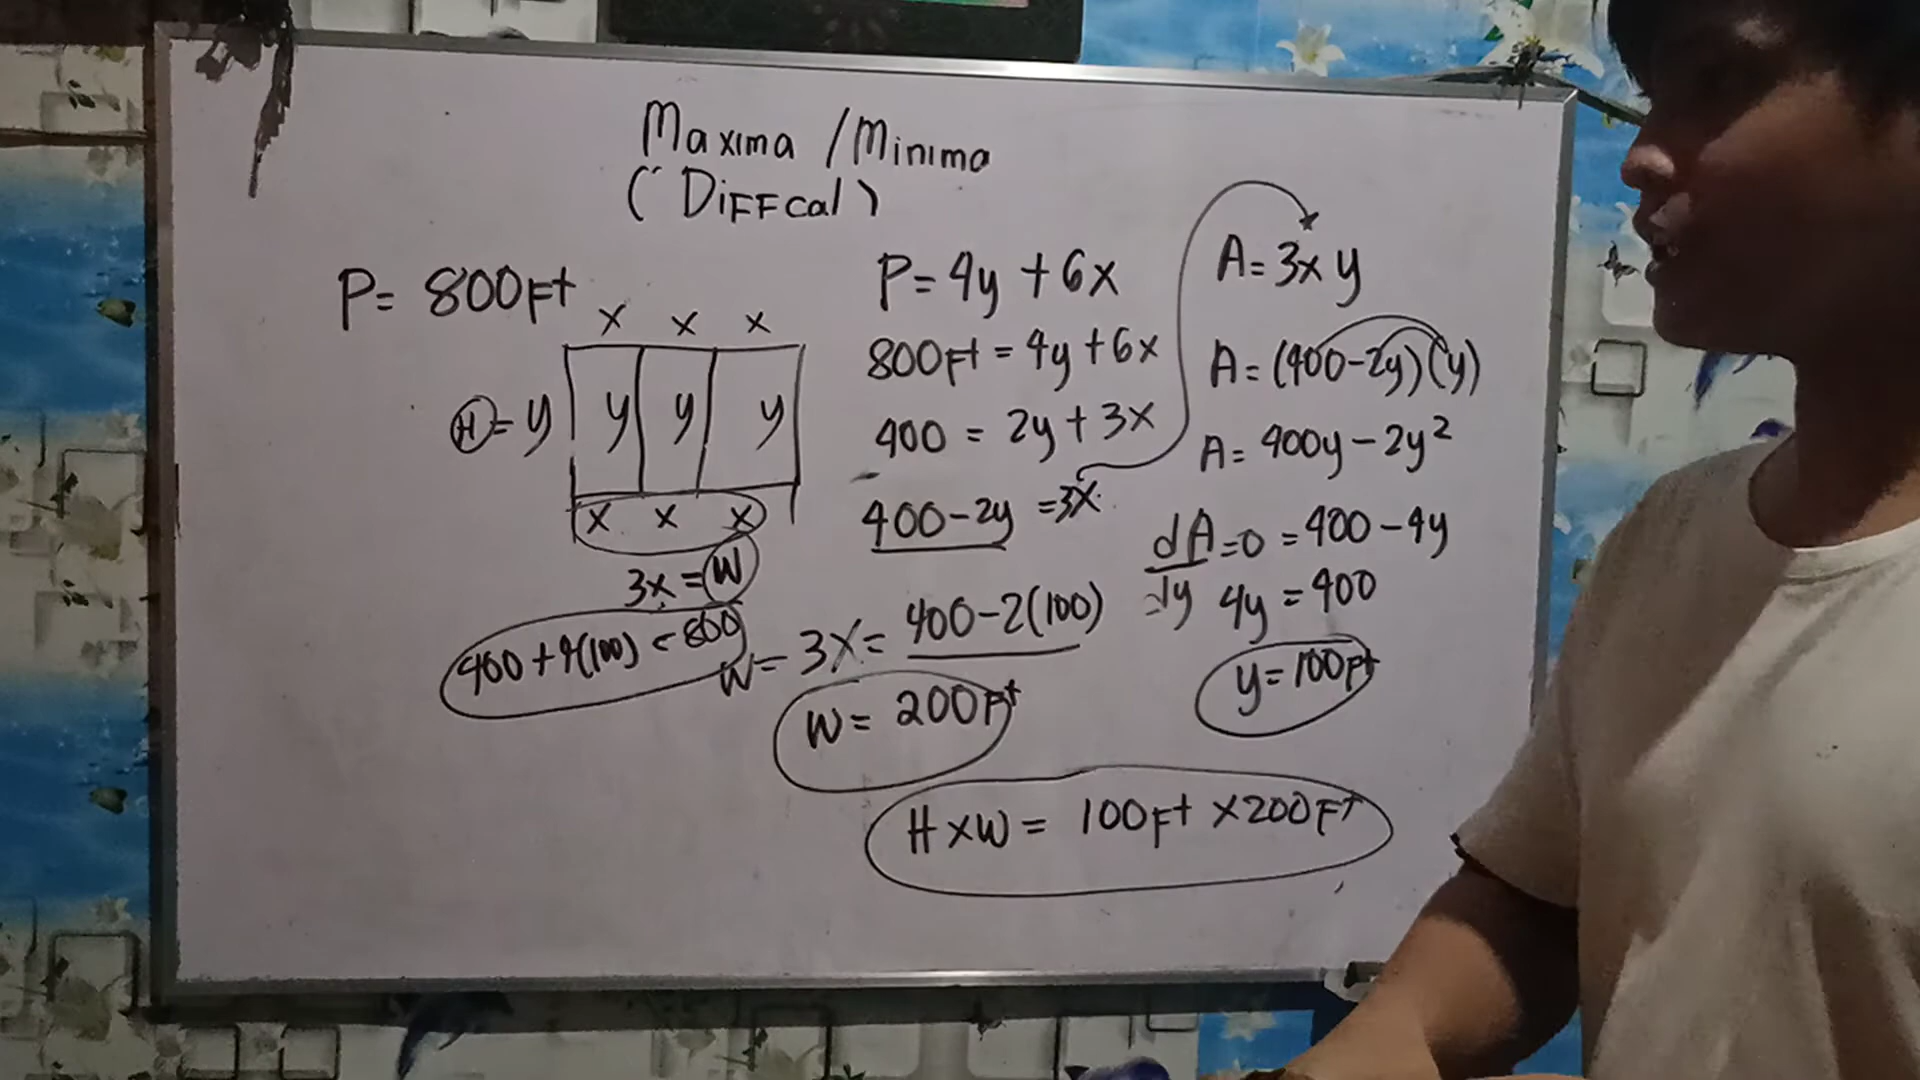 Maxima / Minima
(DIFFcal)
P= 800Ft
x x x
H = y y y y
x x x
3x = W
400 + 4(100) = 800
P= 4y + 6x
800Ft = 4y + 6x
400 = 2y + 3x
400-2y = 3x
W = 3x = 400-2(100)
W = 200Ft
A= 3xy
A= (400-2y)(y)
A= 400y - 2y²
dA/dy = 0 = 400 - 4y
4y = 400
y = 100Ft
H x W = 100Ft x 200Ft